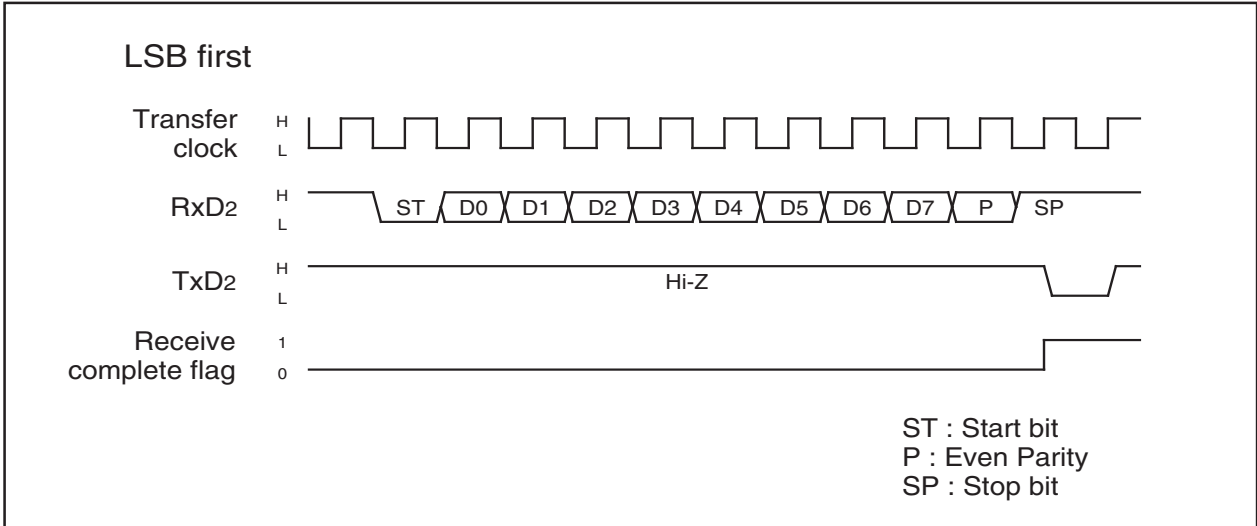 LSB first
Transfer clock H
L
RxD2 H
L
ST D0 D1 D2 D3 D4 D5 D6 D7 P SP
TxD2 H
L
Hi-Z
Receive complete flag 1
0
ST : Start bit
P : Even Parity
SP : Stop bit